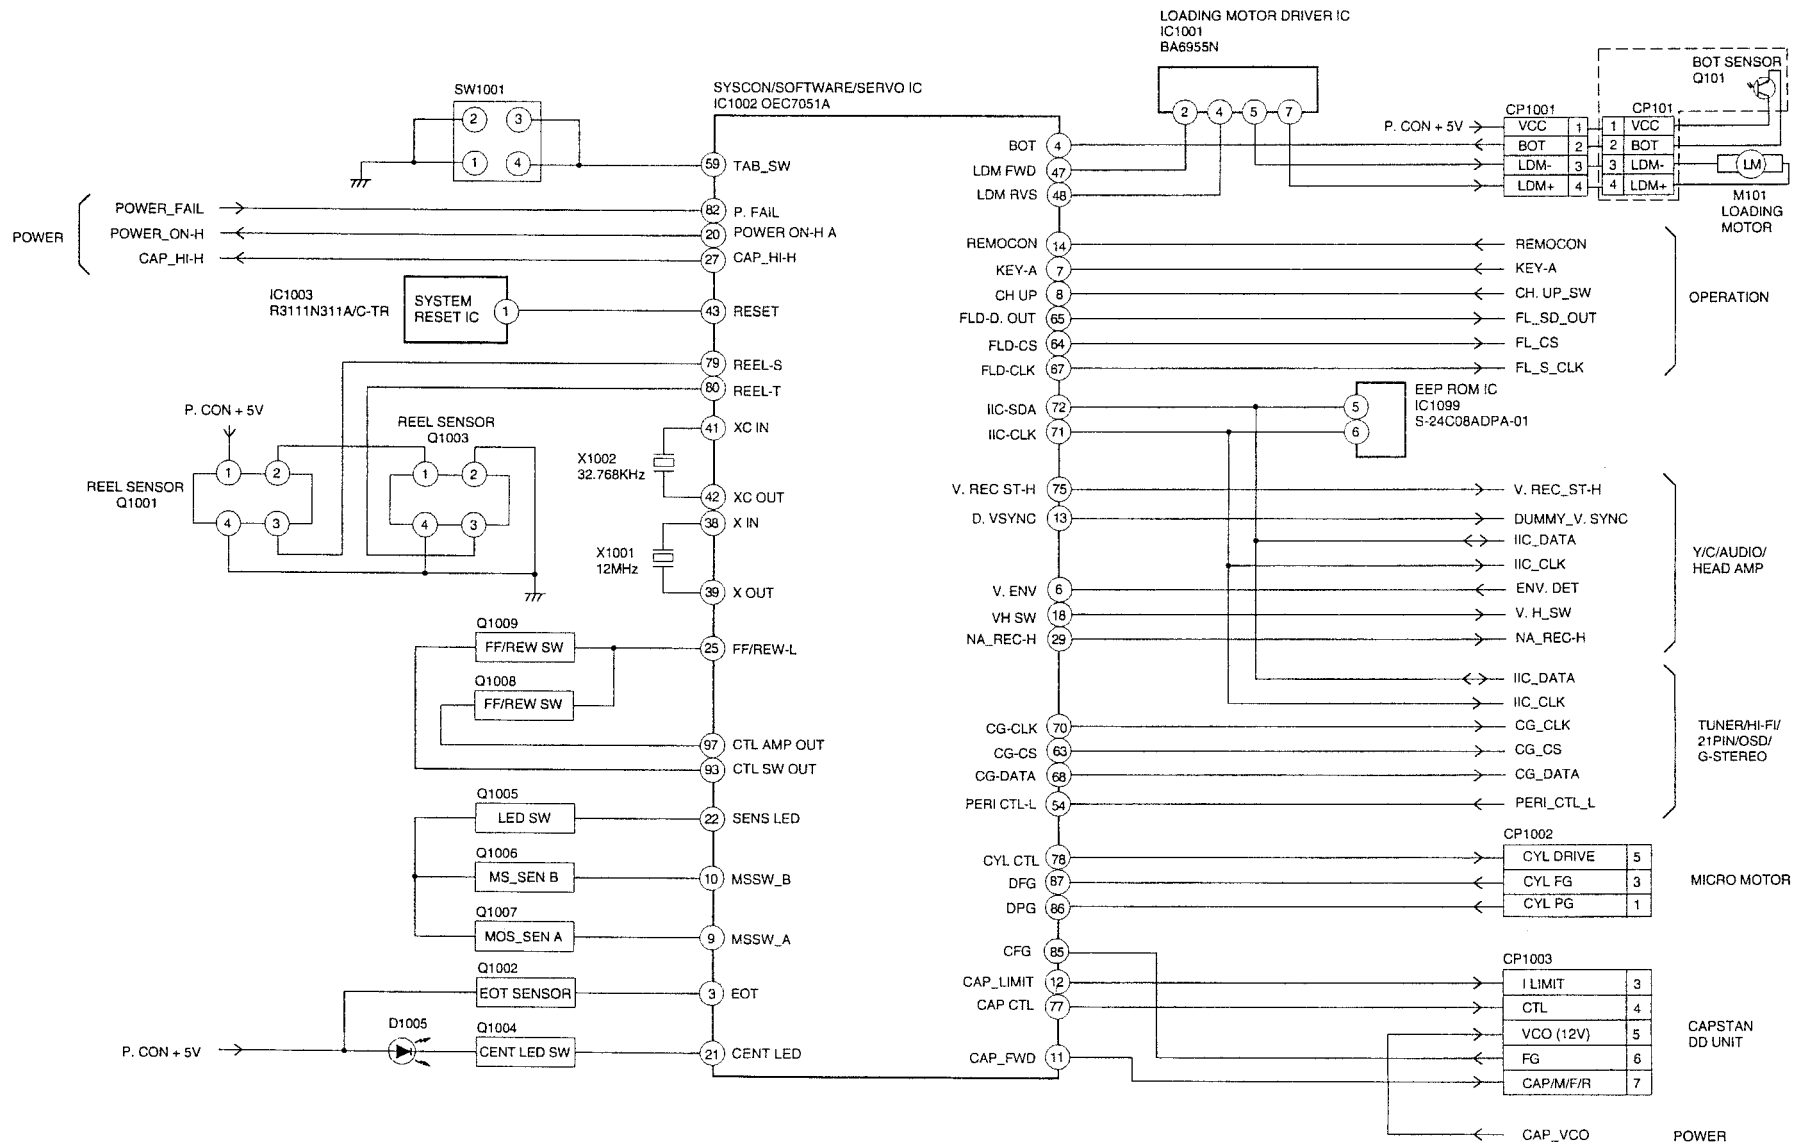 LOADING MOTOR DRIVER IC
IC1001
BA6955N
2 4 5 7
BOT SENSOR
Q101
SW1001
2 3
1 4
SYSCON/SOFTWARE/SERVO IC
IC1002 OEC7051A
P. CON + 5V
CP1001
VCC 1
BOT 2
LDM- 3
LDM+ 4
CP101
1 VCC
2 BOT
3 LDM-
4 LDM+
LM
M101
LOADING
MOTOR
59 TAB_SW
BOT 4
LDM FWD 47
LDM RVS 48
POWER
POWER_FAIL
POWER_ON-H
CAP_HI-H
82 P. FAIL
20 POWER ON-H A
27 CAP_HI-H
IC1003
R3111N311A/C-TR
SYSTEM
RESET IC
1
43 RESET
REMOCON 14 REMOCON
KEY-A 7 KEY-A
CH UP 8 CH. UP_SW
FLD-D. OUT 65 FL_SD_OUT
FLD-CS 64 FL_CS
FLD-CLK 67 FL_S_CLK
OPERATION
79 REEL-S
80 REEL-T
P. CON + 5V
REEL SENSOR
Q1001
1 2
4 3
REEL SENSOR
Q1003
1 2
4 3
X1002
32.768KHz
41 XC IN
42 XC OUT
X1001
12MHz
38 X IN
39 X OUT
IIC-SDA 72
IIC-CLK 71
5
6
EEP ROM IC
IC1099
S-24C08ADPA-01
V. REC ST-H 75 V. REC_ST-H
D. VSYNC 13 DUMMY_V. SYNC
IIC_DATA
IIC_CLK
V. ENV 6 ENV. DET
VH SW 18 V. H_SW
NA_REC-H 29 NA_REC-H
Y/C/AUDIO/
HEAD AMP
Q1009
FF/REW SW
25 FF/REW-L
Q1008
FF/REW SW
97 CTL AMP OUT
93 CTL SW OUT
IIC_DATA
IIC_CLK
CG-CLK 70 CG_CLK
CG-CS 63 CG_CS
CG-DATA 68 CG_DATA
PERI CTL-L 54 PERI_CTL_L
TUNER/HI-FI/
21PIN/OSD/
G-STEREO
Q1005
LED SW
22 SENS LED
Q1006
MS_SEN B
10 MSSW_B
Q1007
MOS_SEN A
9 MSSW_A
Q1002
EOT SENSOR
3 EOT
P. CON + 5V
D1005
Q1004
CENT LED SW
21 CENT LED
CP1002
CYL CTL 78 CYL DRIVE 5
DFG 87 CYL FG 3
DPG 86 CYL PG 1
MICRO MOTOR
CFG 85
CAP_LIMIT 12
CAP CTL 77
CAP_FWD 11
CP1003
I LIMIT 3
CTL 4
VCO (12V) 5
FG 6
CAP/M/F/R 7
CAPSTAN
DD UNIT
CAP_VCO POWER